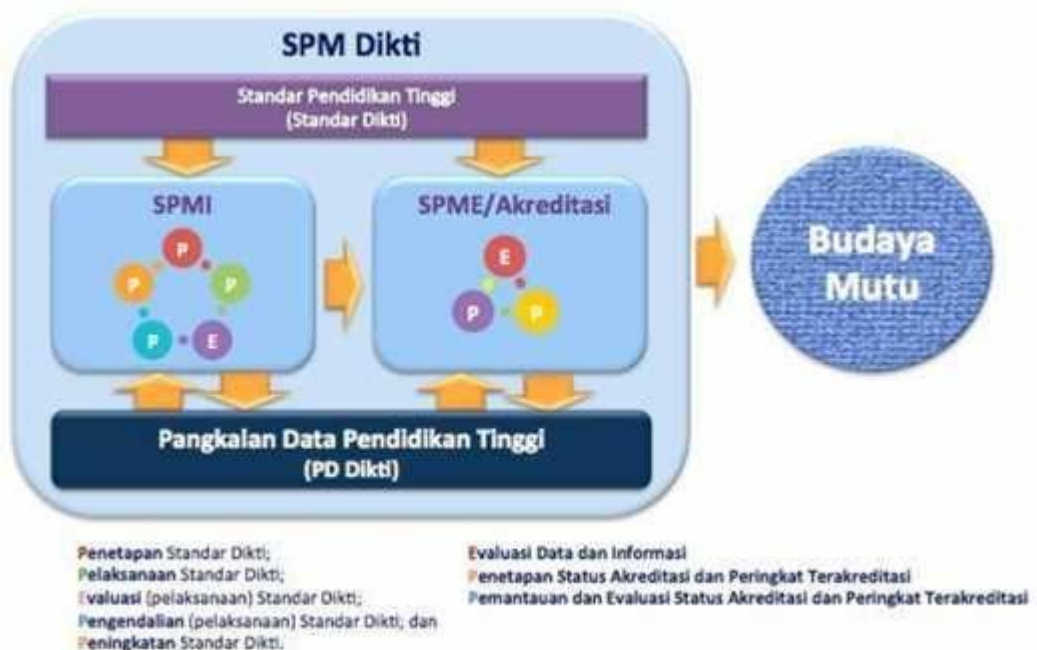 SPM Dikti
Standar Pendidikan Tinggi
(Standar Dikti)
SPMI
P
P
P
P
E
SPME/Akreditasi
E
P
P
Budaya
Mutu
Pangkalan Data Pendidikan Tinggi
(PD Dikti)
Penetapan Standar Dikti;
Pelaksanaan Standar Dikti;
Evaluasi (pelaksanaan) Standar Dikti;
Pengendalian (pelaksanaan) Standar Dikti; dan
Peningkatan Standar Dikti.
Evaluasi Data dan Informasi
Penetapan Status Akreditasi dan Peringkat Terakreditasi
Pemantauan dan Evaluasi Status Akreditasi dan Peringkat Terakreditasi